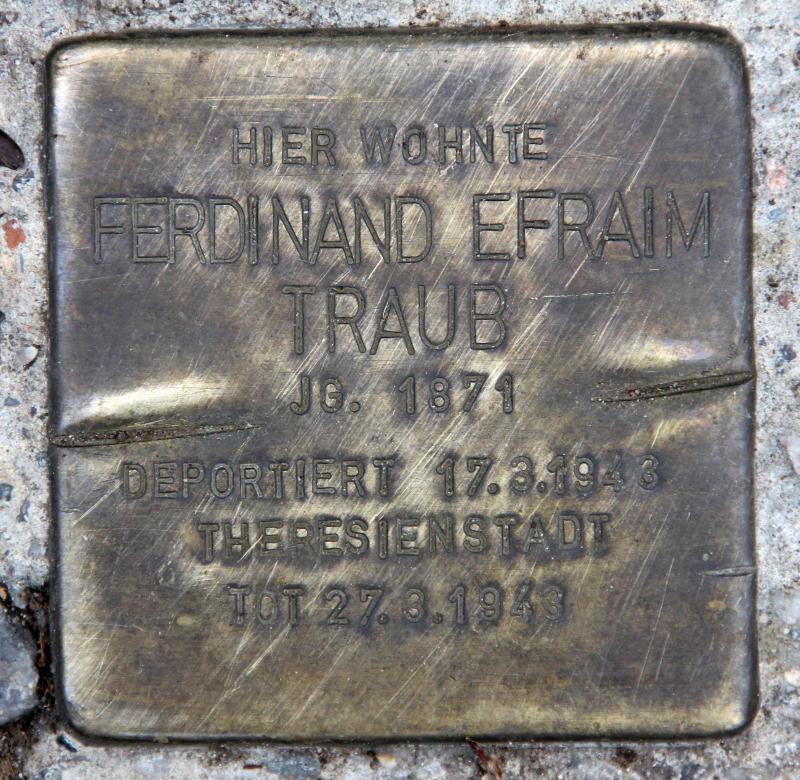 HIER WOHNTE
FERDINAND EFRAIM
TRAUB
JG. 1871
DEPORTIERT 17.3.1943
THERESIENSTADT
TOT 27.3.1943